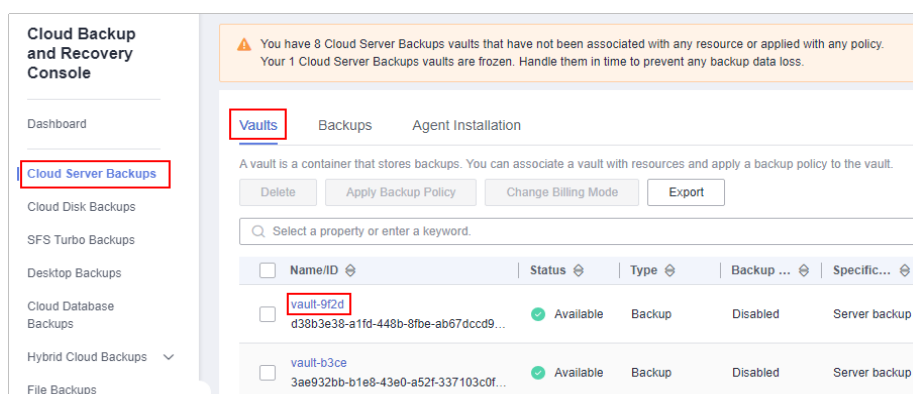 Cloud Backup
and Recovery
Console
Dashboard
Cloud Server Backups
Cloud Disk Backups
SFS Turbo Backups
Desktop Backups
Cloud Database
Backups
Hybrid Cloud Backups
File Backups
You have 8 Cloud Server Backups vaults that have not been associated with any resource or applied with any policy.
Your 1 Cloud Server Backups vaults are frozen. Handle them in time to prevent any backup data loss.
Vaults Backups Agent Installation
A vault is a container that stores backups. You can associate a vault with resources and apply a backup policy to the vault.
Delete Apply Backup Policy Change Billing Mode Export
Select a property or enter a keyword.
Name/ID Status Type Backup ... Specific...
vault-9f2d
d38b3e38-a1fd-448b-8fbe-ab67dccd9... Available Backup Disabled Server backup
vault-b3ce
3ae932bb-b1e8-43e0-a52f-337103c0f... Available Backup Disabled Server backup